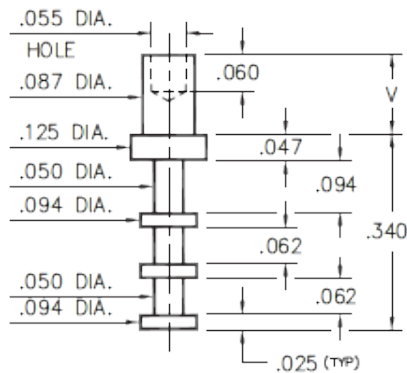 .055 DIA.
HOLE
.060
.087 DIA.
V
.125 DIA.
.047
.050 DIA.
.094
.094 DIA.
.340
.062
.050 DIA.
.062
.094 DIA.
.025 (TYP)